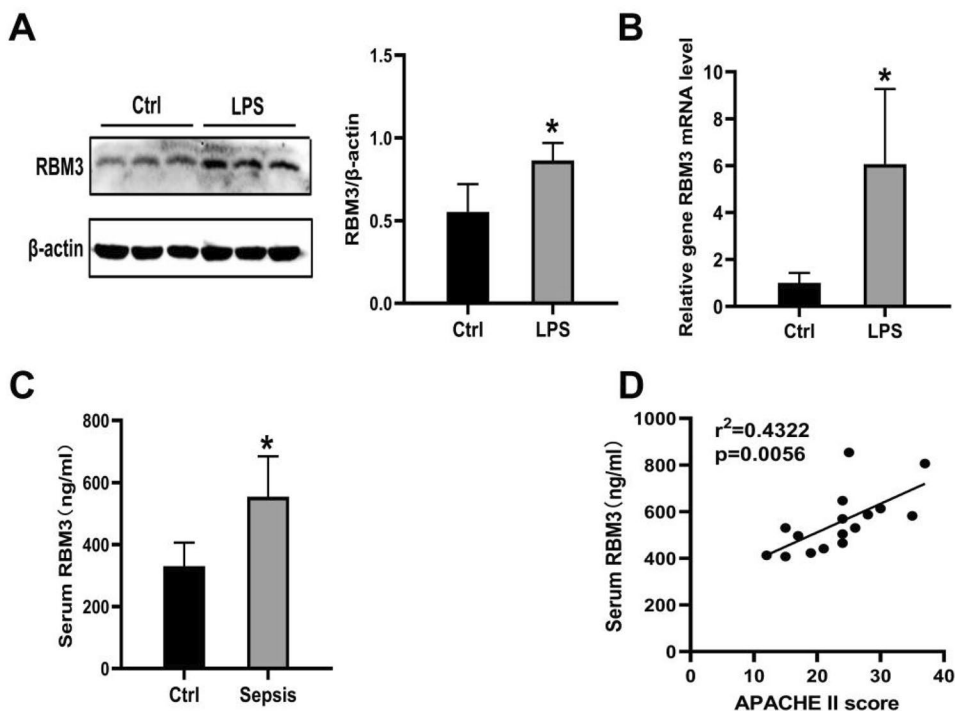 A
Ctrl LPS
RBM3
β-actin
RBM3/β-actin
1.5
1.0
0.5
0.0
Ctrl LPS
*
B
Relative gene RBM3 mRNA level
10
8
6
4
2
0
Ctrl LPS
*
C
Serum RBM3(ng/ml)
800
600
400
200
0
Ctrl Sepsis
*
D
Serum RBM3(ng/ml)
1000
800
600
400
200
0
r²=0.4322
p=0.0056
0 10 20 30 40
APACHE II score